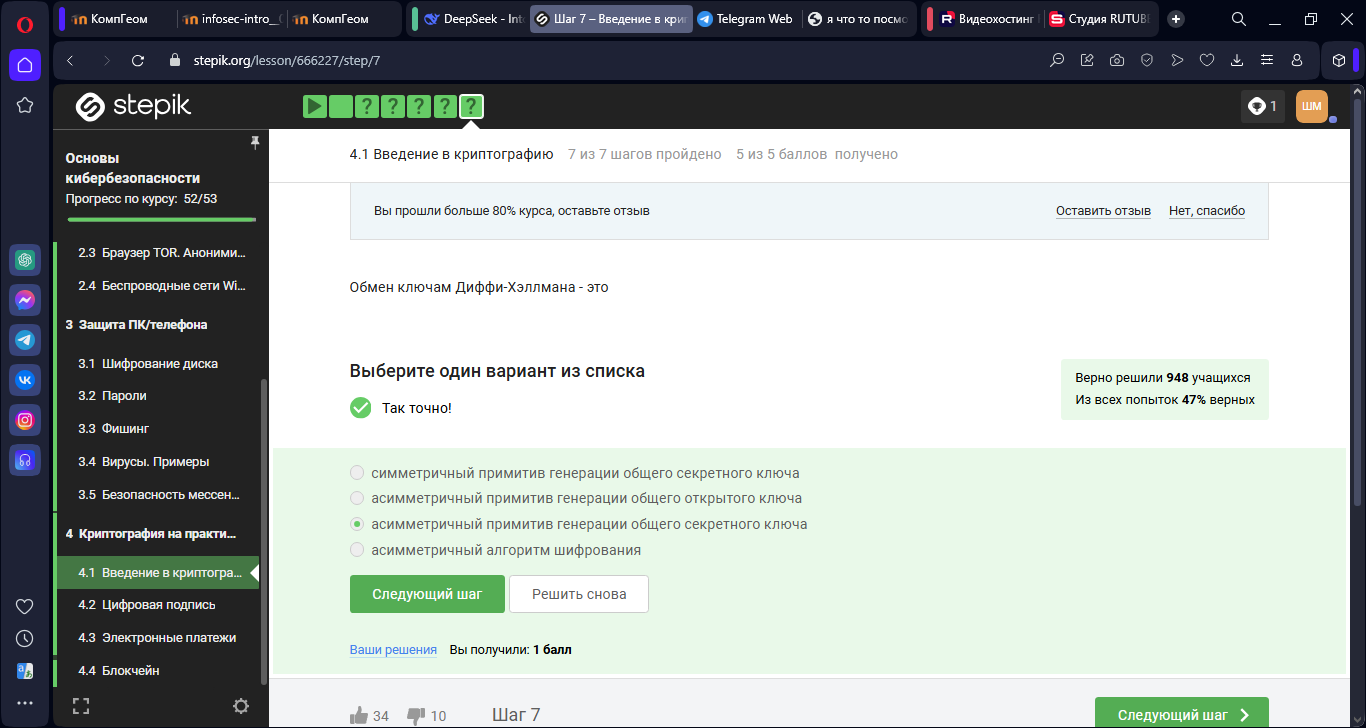 КомпГеом
infosec-intro__
КомпГеом
DeepSeek - Int
Шаг 7 – Введение в кри
Telegram Web
я что то посмо
Видеохостинг
Студия RUTUBE
stepik.org/lesson/666227/step/7
stepik
1
ШМ
Основы
кибербезопасности
Прогресс по курсу: 52/53
2.3 Браузер TOR. Анонимі...
2.4 Беспроводные сети Wi...
3 Защита ПК/телефона
3.1 Шифрование диска
3.2 Пароли
3.3 Фишинг
3.4 Вирусы. Примеры
3.5 Безопасность мессен...
4 Криптография на практи...
4.1 Введение в криптогра...
4.2 Цифровая подпись
4.3 Электронные платежи
4.4 Блокчейн
4.1 Введение в криптографию 7 из 7 шагов пройдено 5 из 5 баллов получено
Вы прошли больше 80% курса, оставьте отзыв
Оставить отзыв
Нет, спасибо
Обмен ключам Диффи-Хэллмана - это
Выберите один вариант из списка
Так точно!
Верно решили 948 учащихся
Из всех попыток 47% верных
симметричный примитив генерации общего секретного ключа
асимметричный примитив генерации общего открытого ключа
асимметричный примитив генерации общего секретного ключа
асимметричный алгоритм шифрования
Следующий шаг
Решить снова
Ваши решения Вы получили: 1 балл
34
10
Шаг 7
Следующий шаг